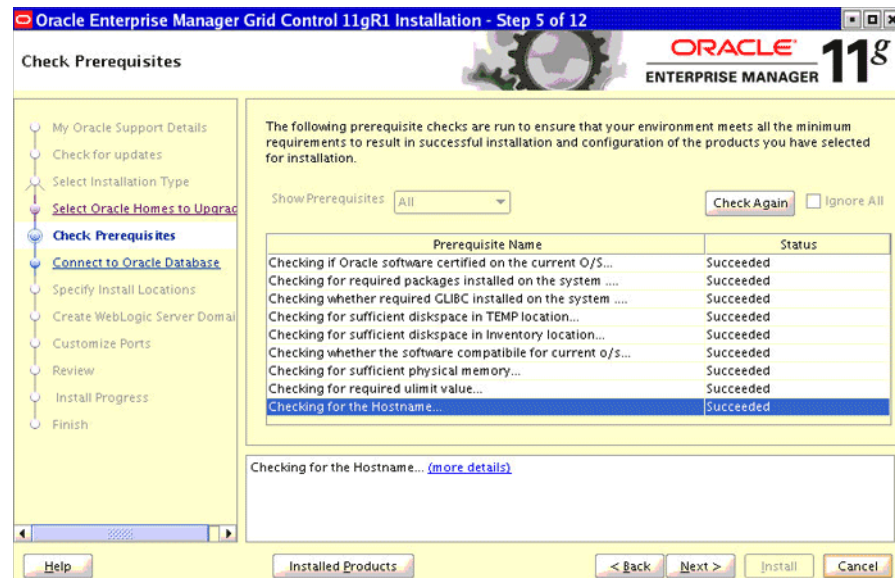 Oracle Enterprise Manager Grid Control 11gR1 Installation - Step 5 of 12
Check Prerequisites
ORACLE
ENTERPRISE MANAGER
11g
My Oracle Support Details
Check for updates
Select Installation Type
Select Oracle Homes to Upgrad
Check Prerequisites
Connect to Oracle Database
Specify Install Locations
Create WebLogic Server Domai
Customize Ports
Review
Install Progress
Finish
The following prerequisite checks are run to ensure that your environment meets all the minimum
requirements to result in successful installation and configuration of the products you have selected
for installation.
Show Prerequisites All Check Again Ignore All
Prerequisite Name Status
Checking if Oracle software certified on the current O/S... Succeeded
Checking for required packages installed on the system .... Succeeded
Checking whether required GLIBC installed on the system .... Succeeded
Checking for sufficient diskspace in TEMP location... Succeeded
Checking for sufficient diskspace in Inventory location... Succeeded
Checking whether the software compatibile for current o/s... Succeeded
Checking for sufficient physical memory... Succeeded
Checking for required ulimit value... Succeeded
Checking for the Hostname... Succeeded
Checking for the Hostname... (more details)
Help Installed Products < Back Next > Install Cancel